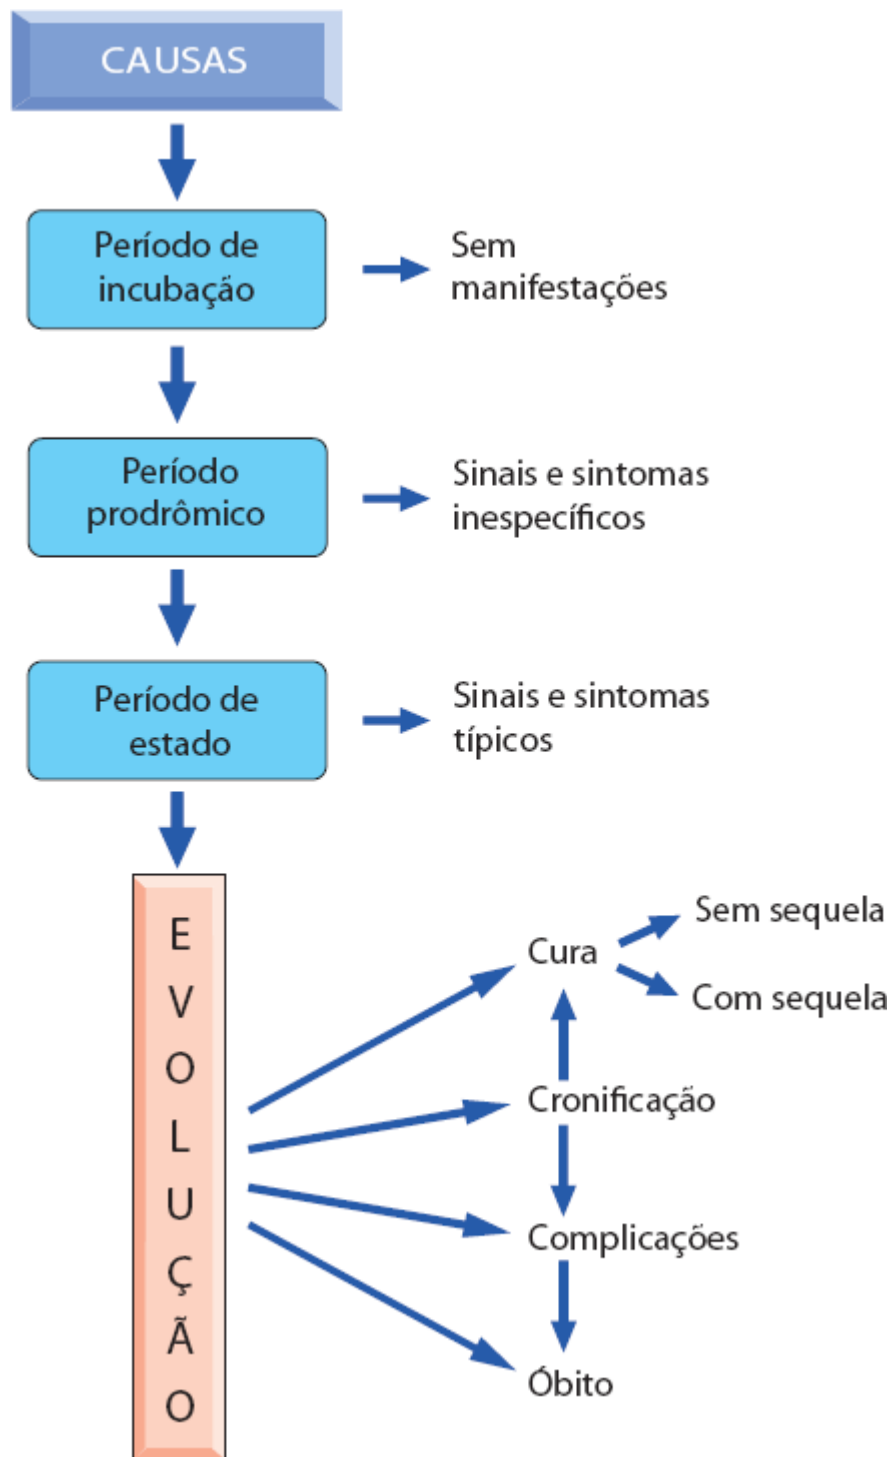 CAUSAS
Período de
incubação
Sem
manifestações
Período
prodrômico
Sinais e sintomas
inespecíficos
Período de
estado
Sinais e sintomas
típicos
EVOLUÇÃO
Cura
Sem sequela
Com sequela
Cronificação
Complicações
Óbito